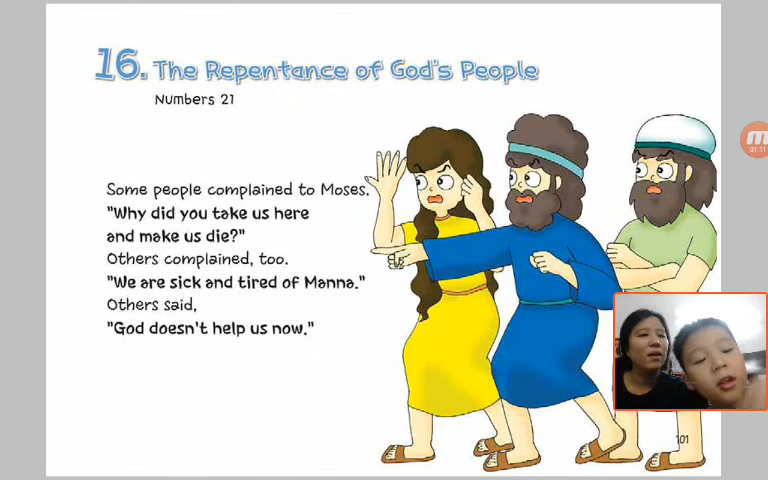 16. The Repentance of God's People
Numbers 21
Some people complained to Moses.
"Why did you take us here
and make us die?"
Others complained, too.
"We are sick and tired of Manna."
Others said,
"God doesn't help us now."
101
01:11